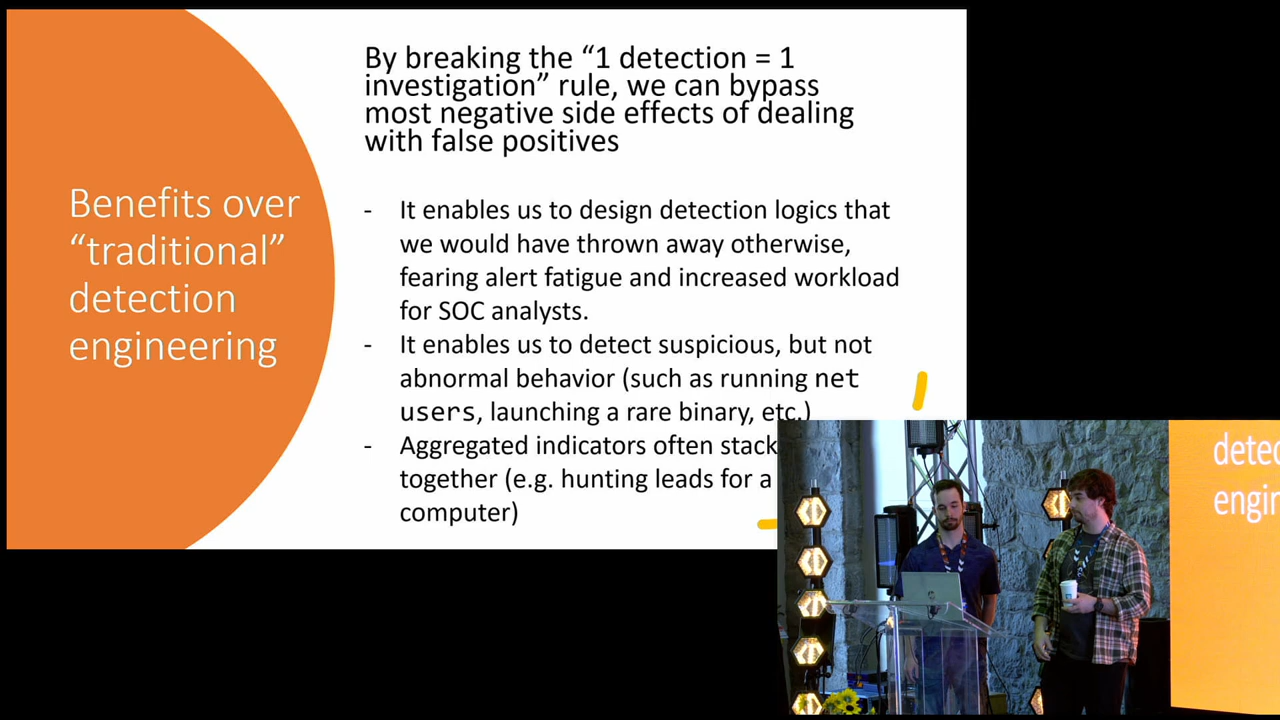 By breaking the “1 detection = 1
investigation” rule, we can bypass
most negative side effects of dealing
with false positives
Benefits over
“traditional”
detection
engineering
- It enables us to design detection logics that
we would have thrown away otherwise,
fearing alert fatigue and increased workload
for SOC analysts.
- It enables us to detect suspicious, but not
abnormal behavior (such as running net
users, launching a rare binary, etc.)
- Aggregated indicators often stack
together (e.g. hunting leads for a
computer)
detec
engin